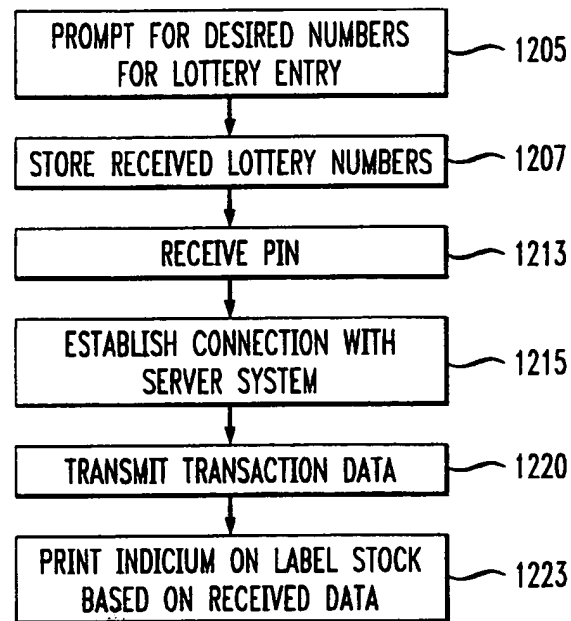 PROMPT FOR DESIRED NUMBERS
FOR LOTTERY ENTRY
1205
STORE RECEIVED LOTTERY NUMBERS
1207
RECEIVE PIN
1213
ESTABLISH CONNECTION WITH
SERVER SYSTEM
1215
TRANSMIT TRANSACTION DATA
1220
PRINT INDICIUM ON LABEL STOCK
BASED ON RECEIVED DATA
1223